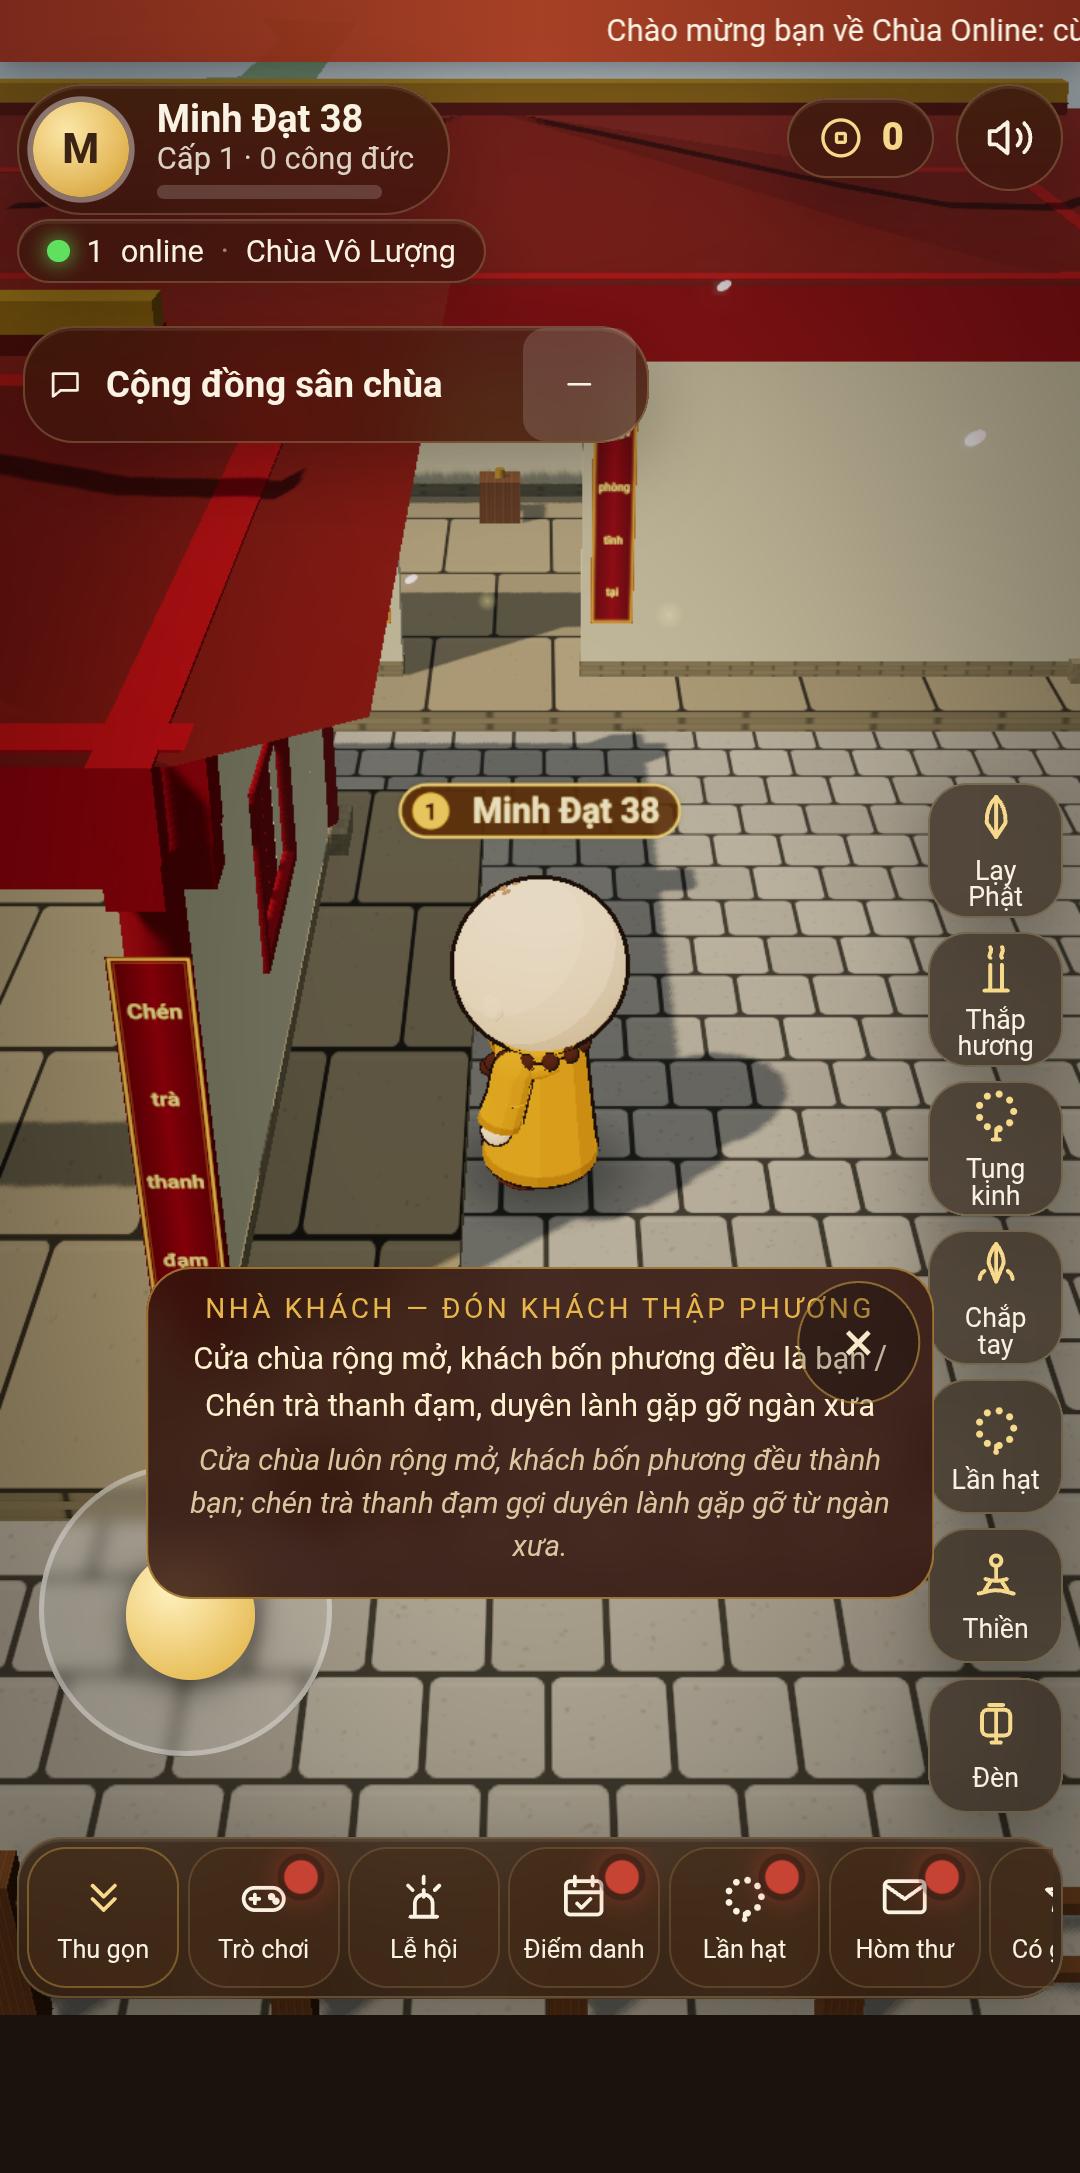 Chào mừng bạn về Chùa Online: cù
M
Minh Đạt 38
Cấp 1 · 0 công đức
0
1 online · Chùa Vô Lượng
Cộng đồng sân chùa
phòng
tĩnh
tại
1 Minh Đạt 38
Lạy
Phật
Thắp
hương
Chén
trà
thanh
đạm
Tụng
kinh
Chắp
tay
NHÀ KHÁCH — ĐÓN KHÁCH THẬP PHƯƠNG
Cửa chùa rộng mở, khách bốn phương đều là bạn /
Chén trà thanh đạm, duyên lành gặp gỡ ngàn xưa
Cửa chùa luôn rộng mở, khách bốn phương đều thành
bạn; chén trà thanh đạm gợi duyên lành gặp gỡ từ ngàn
xưa.
Lần hạt
Thiền
Đèn
Thu gọn
Trò chơi
Lễ hội
Điểm danh
Lần hạt
Hòm thư
Có